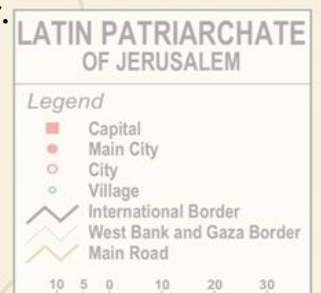 LATIN PATRIARCHATE
OF JERUSALEM
Legend
Capital
Main City
City
Village
International Border
West Bank and Gaza Border
Main Road
10 5 0 10 20 30